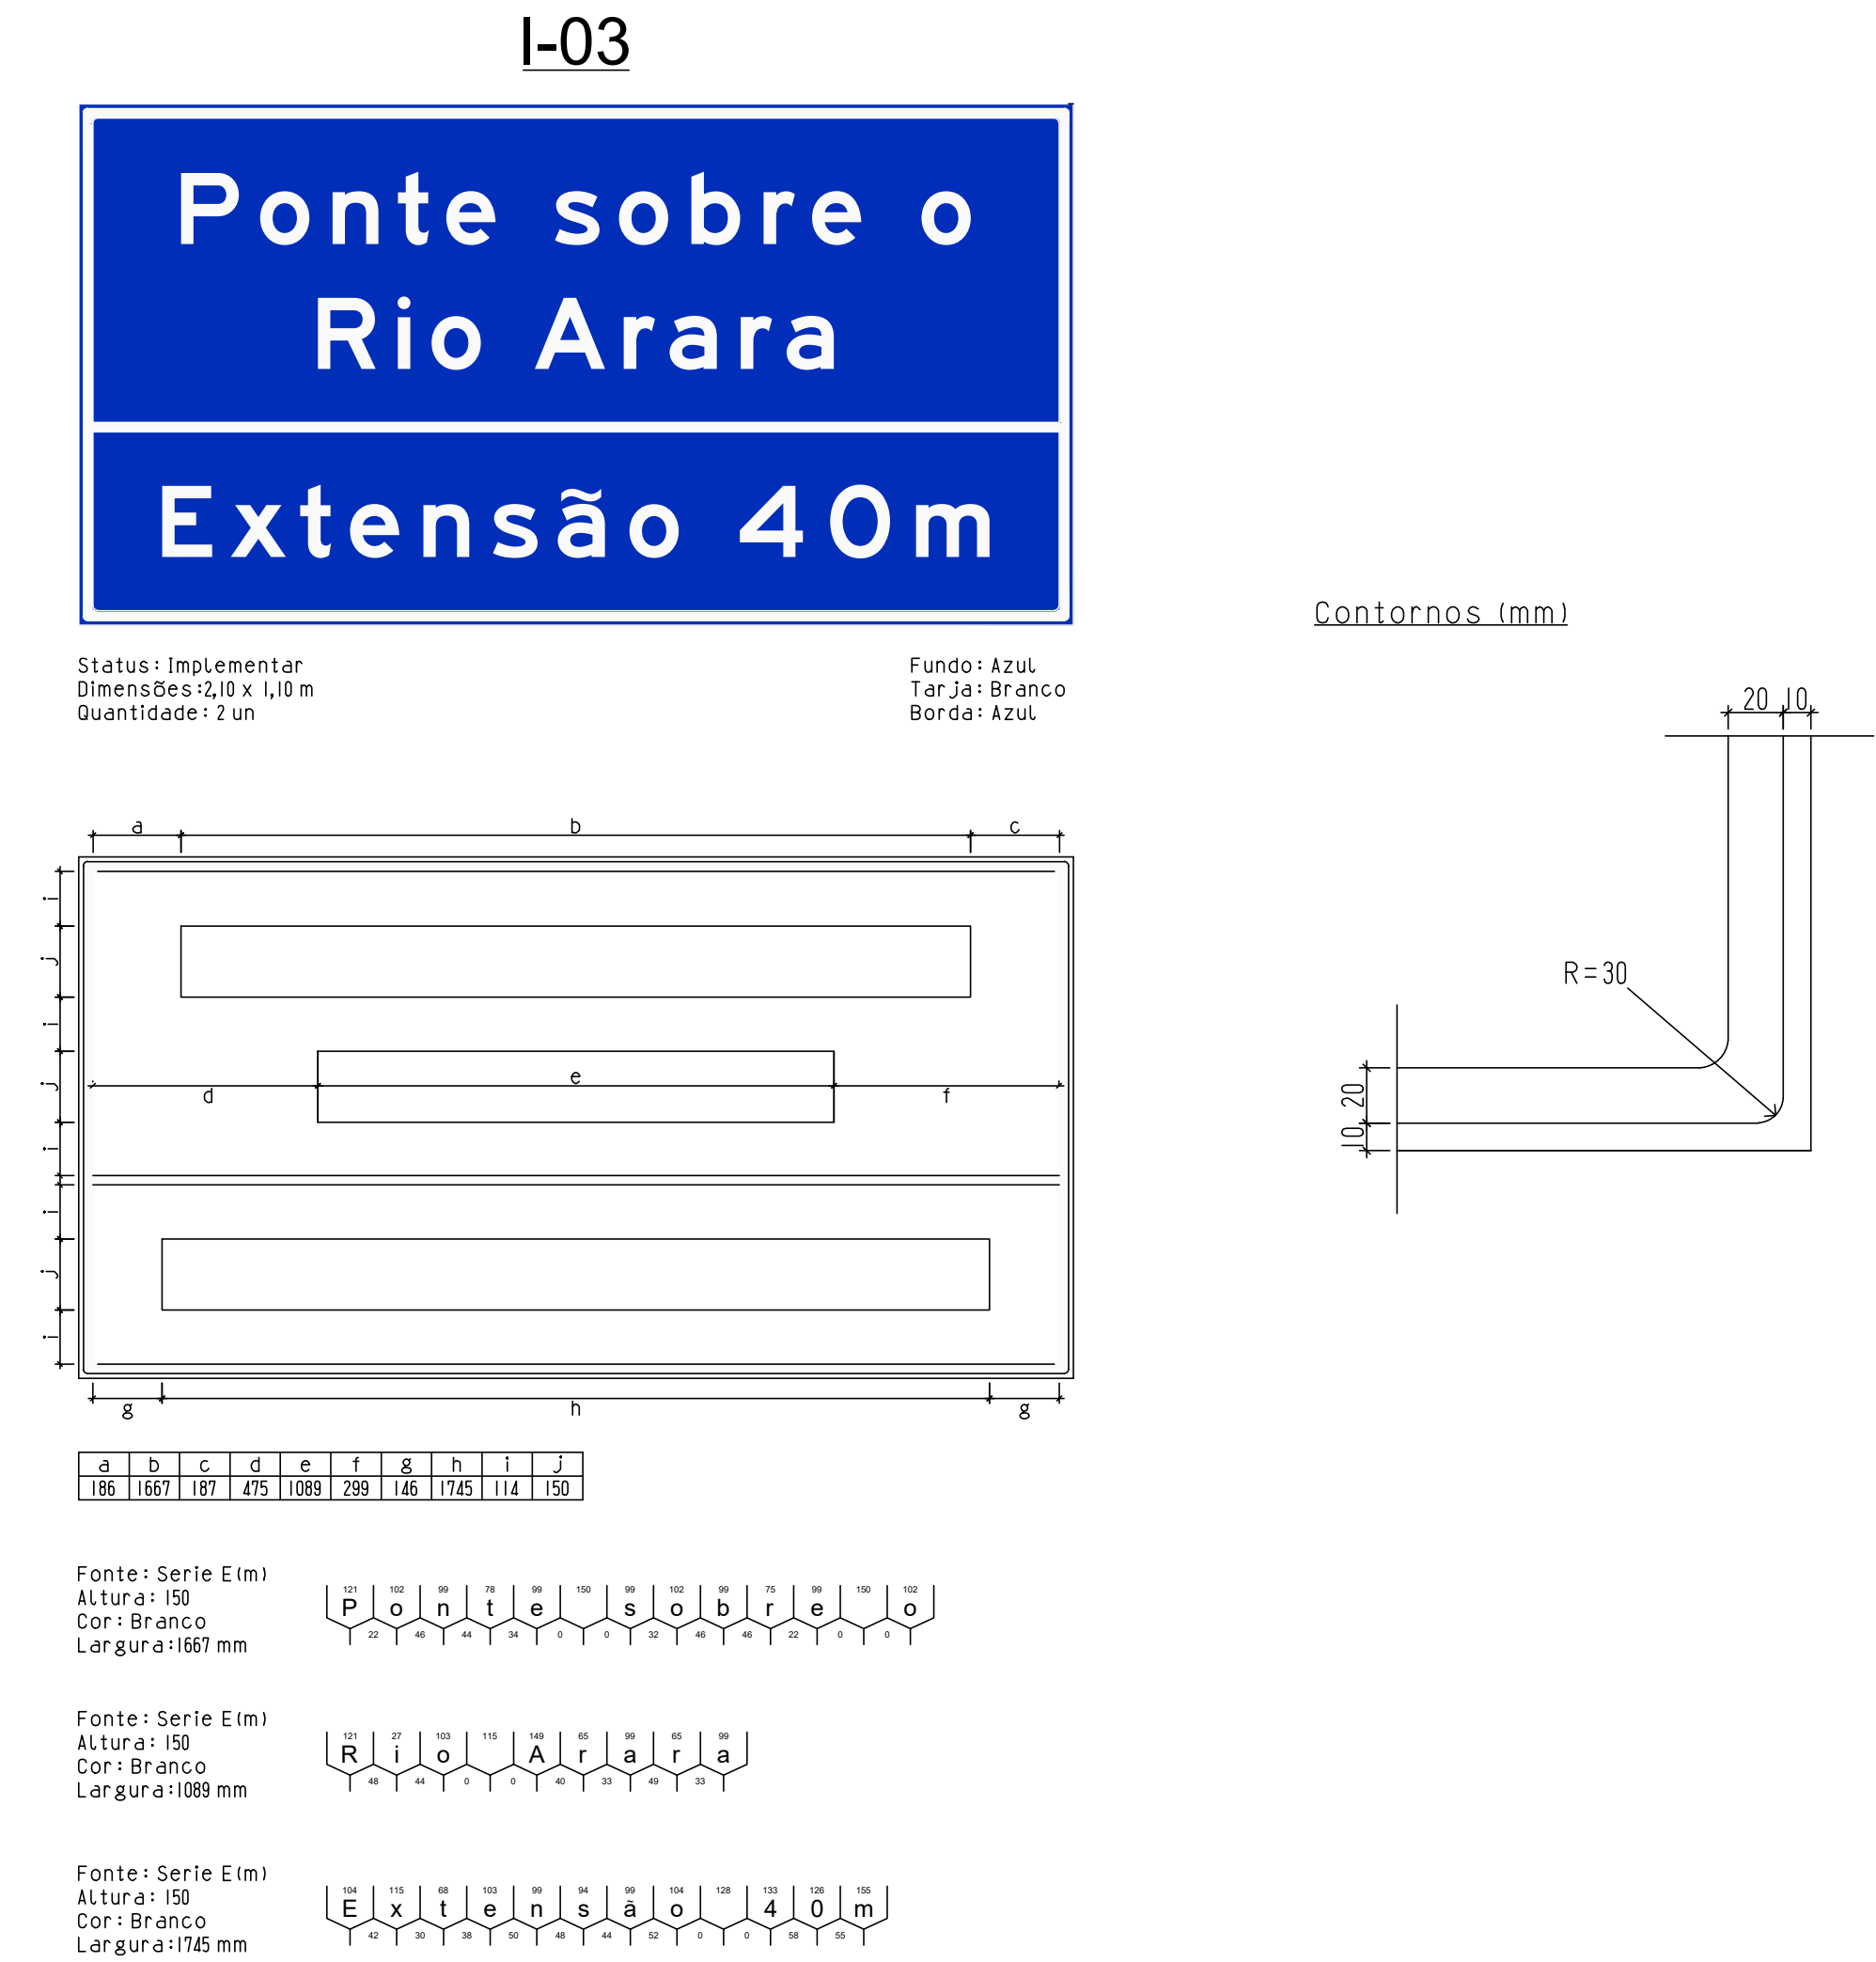 I-03
Ponte sobre o
Rio Arara
Extensão 40m
Status: Implementar
Dimensões:2,10 x 1,10 m
Quantidade: 2 un
Fundo: Azul
Tarja: Branco
Borda: Azul
Contornos (mm)
20 10
R=30
20
10
a b c
i
j
i
j
i
i
j
i
d e f
g h g
a b c d e f g h i j
186 1667 187 475 1089 299 146 1745 114 150
Fonte: Serie E(m)
Altura: 150
Cor: Branco
Largura:1667 mm
121 102 99 78 99 150 99 102 99 75 99 150 102
P o n t e s o b r e o
22 46 44 34 0 0 32 46 46 22 0 0
Fonte: Serie E(m)
Altura: 150
Cor: Branco
Largura:1089 mm
121 27 103 115 149 65 99 65 99
R i o A r a r a
48 44 0 0 40 33 49 33
Fonte: Serie E(m)
Altura: 150
Cor: Branco
Largura:1745 mm
104 115 68 103 99 94 99 104 128 133 126 155
E x t e n s ã o 4 0 m
42 30 38 50 48 44 52 0 0 58 55